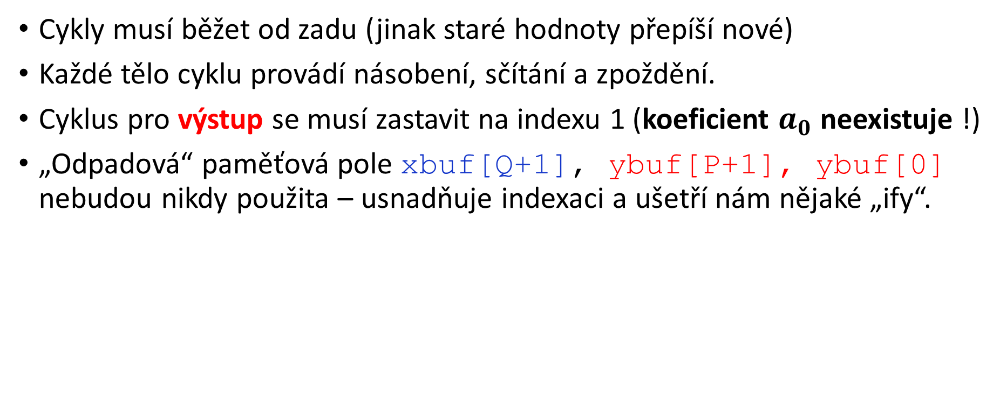 • Cykly musí běžet od zadu (jinak staré hodnoty přepíší nové)
• Každé tělo cyklu provádí násobení, sčítání a zpoždění.
• Cyklus pro výstup se musí zastavit na indexu 1 (koeficient a₀ neexistuje !)
• „Odpadová“ paměťová pole xbuf[Q+1], ybuf[P+1], ybuf[0]
nebudou nikdy použita – usnadňuje indexaci a ušetří nám nějaké „ify“.